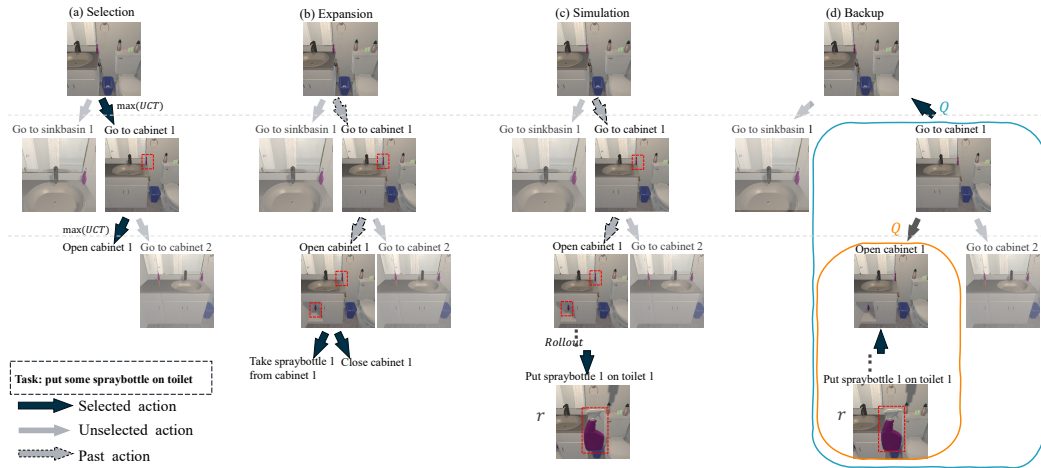 (a) Selection
max(UCT)
Go to sinkbasin 1
Go to cabinet 1
max(UCT)
Open cabinet 1
Go to cabinet 2
Task: put some spraybottle on toilet
Selected action
Unselected action
Past action
(b) Expansion
Go to sinkbasin 1
Go to cabinet 1
Open cabinet 1
Go to cabinet 2
Take spraybottle 1
from cabinet 1
Close cabinet 1
(c) Simulation
Go to sinkbasin 1
Go to cabinet 1
Open cabinet 1
Go to cabinet 2
Rollout
Put spraybottle 1 on toilet 1
r
(d) Backup
Q
Go to sinkbasin 1
Go to cabinet 1
Q
Open cabinet 1
Go to cabinet 2
Put spraybottle 1 on toilet 1
r